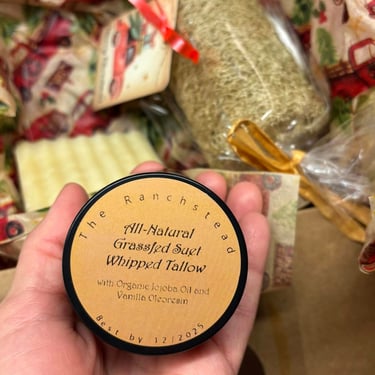 The Ranchstead
All-Natural
Grassfed Suet
Whipped Tallow
with Organic Jojoba Oil and
Vanilla Oleoresin
Best by 12/2025